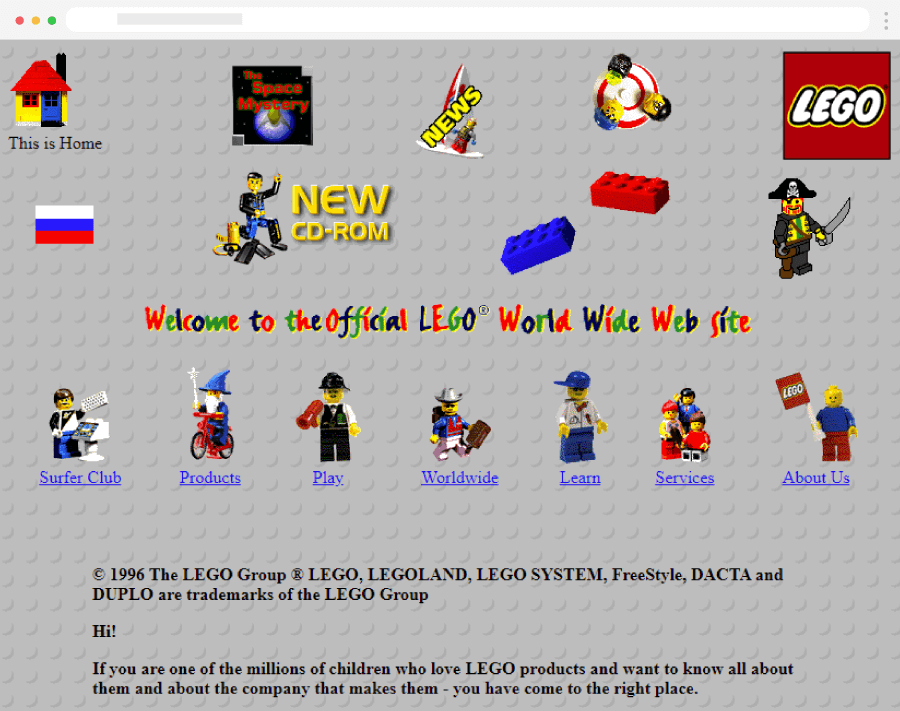 The
Space
Mystery
NEWS
LEGO
This is Home
NEW
CD-ROM
Welcome to the Official LEGO® World Wide Web site
LEGO
Surfer Club
Products
Play
Worldwide
Learn
Services
About Us
© 1996 The LEGO Group ® LEGO, LEGOLAND, LEGO SYSTEM, FreeStyle, DACTA and
DUPLO are trademarks of the LEGO Group
Hi!
If you are one of the millions of children who love LEGO products and want to know all about
them and about the company that makes them - you have come to the right place.